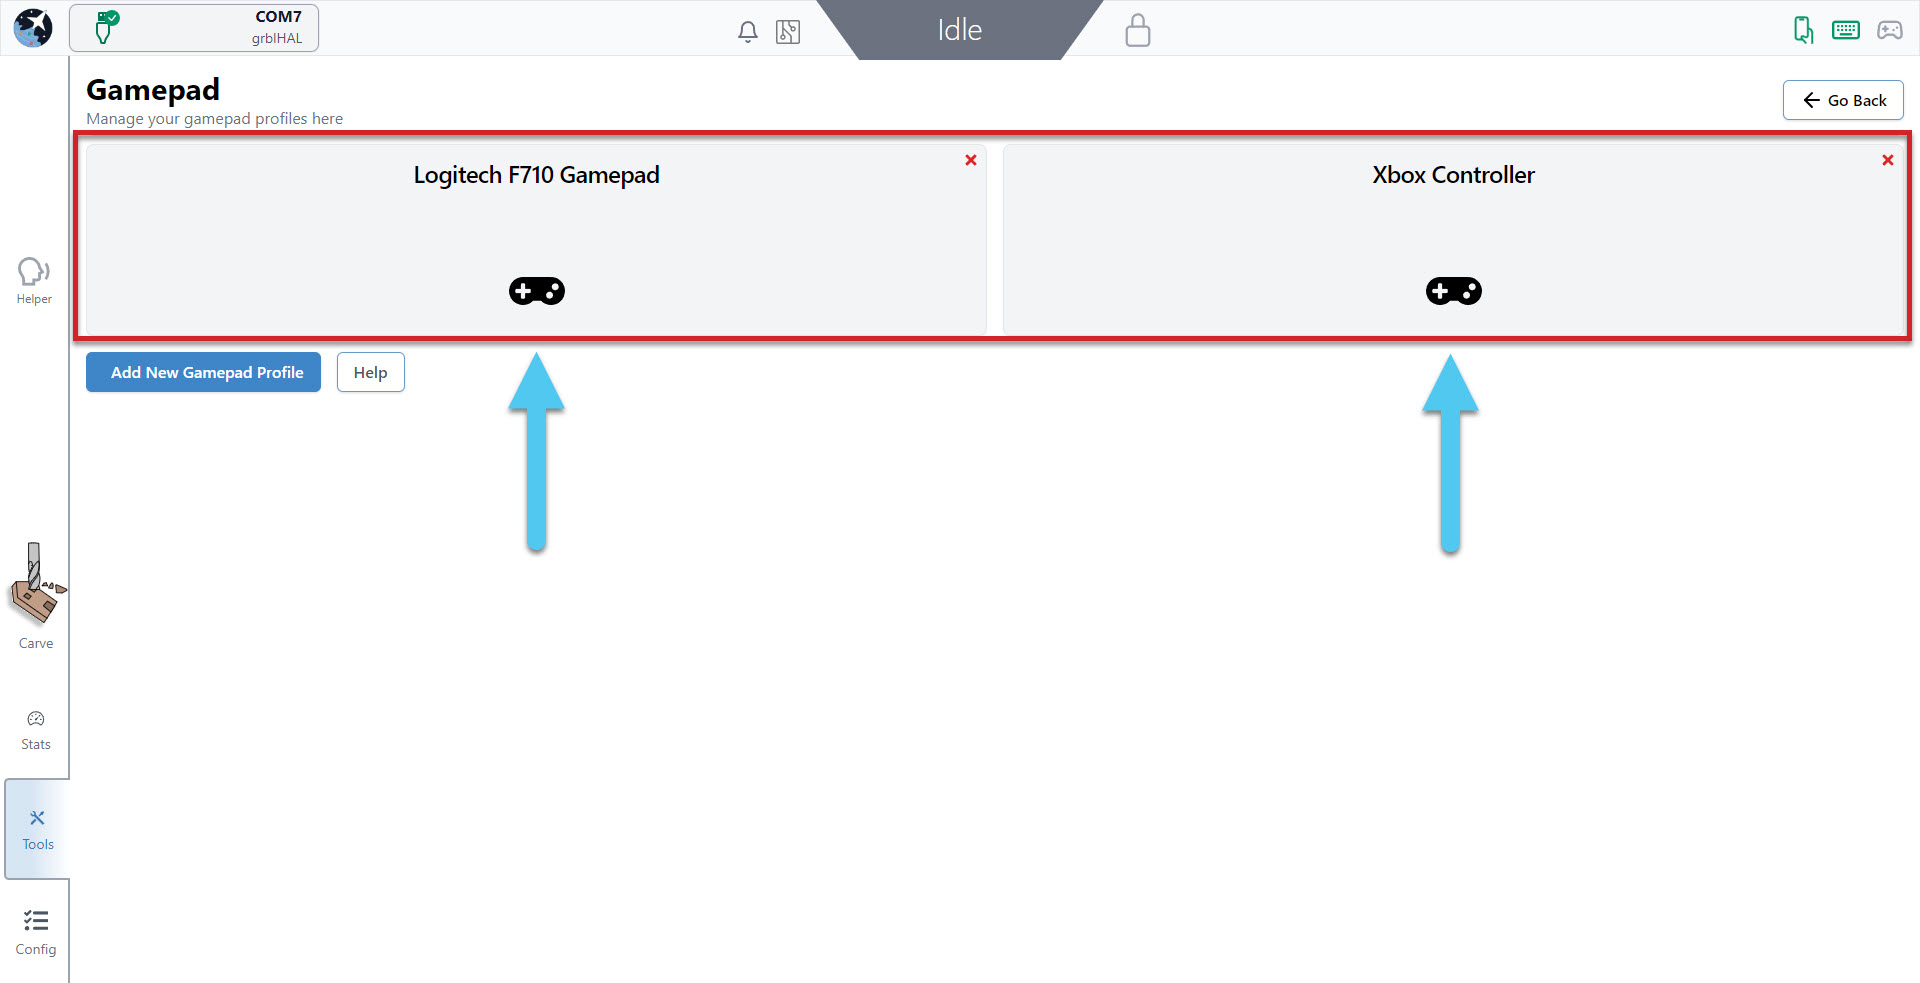 COM7
grblHAL
Idle
Gamepad
Manage your gamepad profiles here
Go Back
Logitech F710 Gamepad
Xbox Controller
Add New Gamepad Profile
Help
Helper
Carve
Stats
Tools
Config